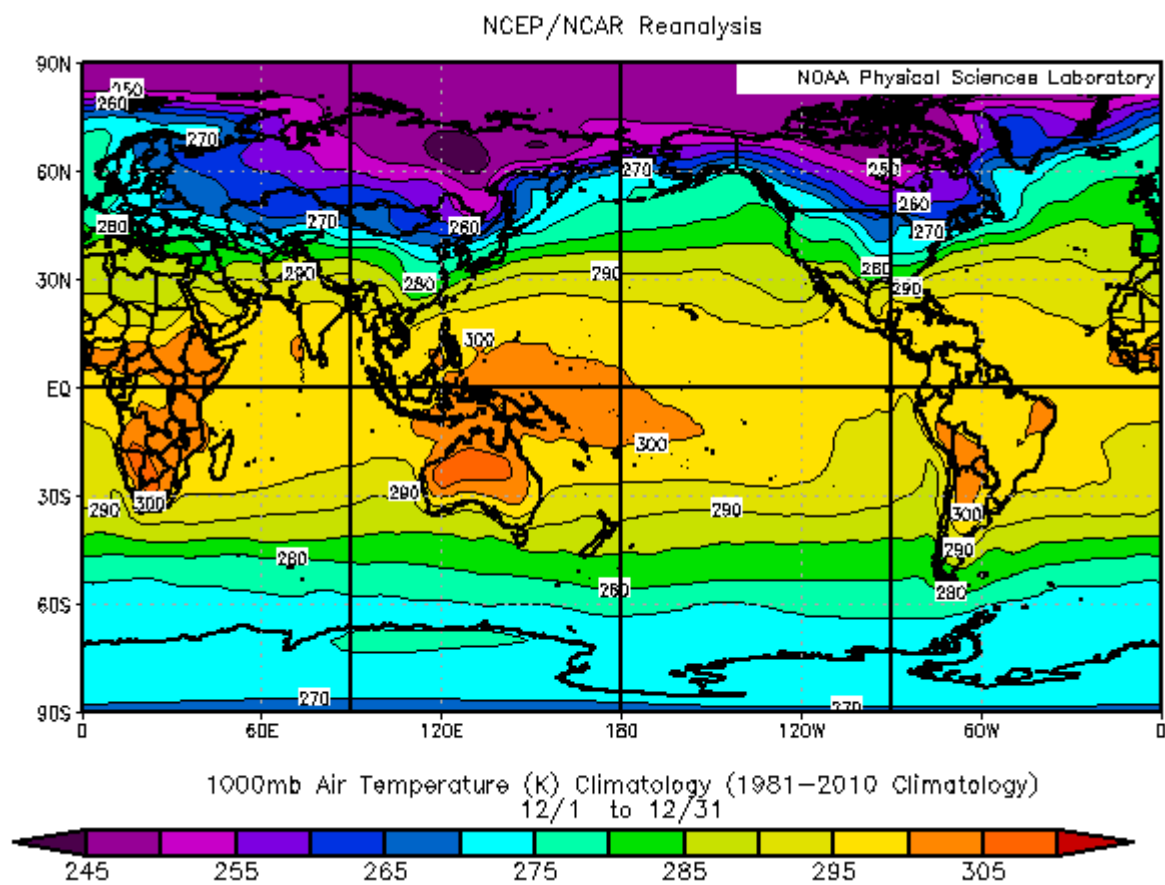 NCEP/NCAR Reanalysis
90N
NOAA Physical Sciences Laboratory
250
260
270
60N
270
250
260
270
260
270
280
280
290
30N
280
290
290
300
EQ
300
300
30S
290
300
290
290
300
290
280
280
280
60S
270
270
90S
0 60E 120E 180 120W 60W 0
1000mb Air Temperature (K) Climatology (1981-2010 Climatology)
12/1 to 12/31
245 255 265 275 285 295 305